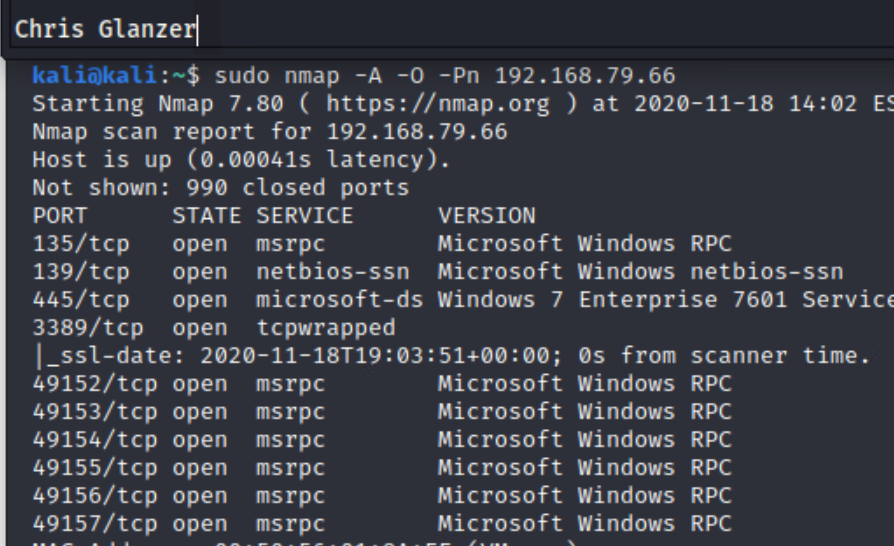 Chris Glanzer
kali@kali:~$ sudo nmap -A -O -Pn 192.168.79.66
Starting Nmap 7.80 ( https://nmap.org ) at 2020-11-18 14:02 ES
Nmap scan report for 192.168.79.66
Host is up (0.00041s latency).
Not shown: 990 closed ports
PORT      STATE SERVICE      VERSION
135/tcp   open  msrpc        Microsoft Windows RPC
139/tcp   open  netbios-ssn  Microsoft Windows netbios-ssn
445/tcp   open  microsoft-ds Windows 7 Enterprise 7601 Service
3389/tcp  open  tcpwrapped
|_ssl-date: 2020-11-18T19:03:51+00:00; 0s from scanner time.
49152/tcp open  msrpc        Microsoft Windows RPC
49153/tcp open  msrpc        Microsoft Windows RPC
49154/tcp open  msrpc        Microsoft Windows RPC
49155/tcp open  msrpc        Microsoft Windows RPC
49156/tcp open  msrpc        Microsoft Windows RPC
49157/tcp open  msrpc        Microsoft Windows RPC